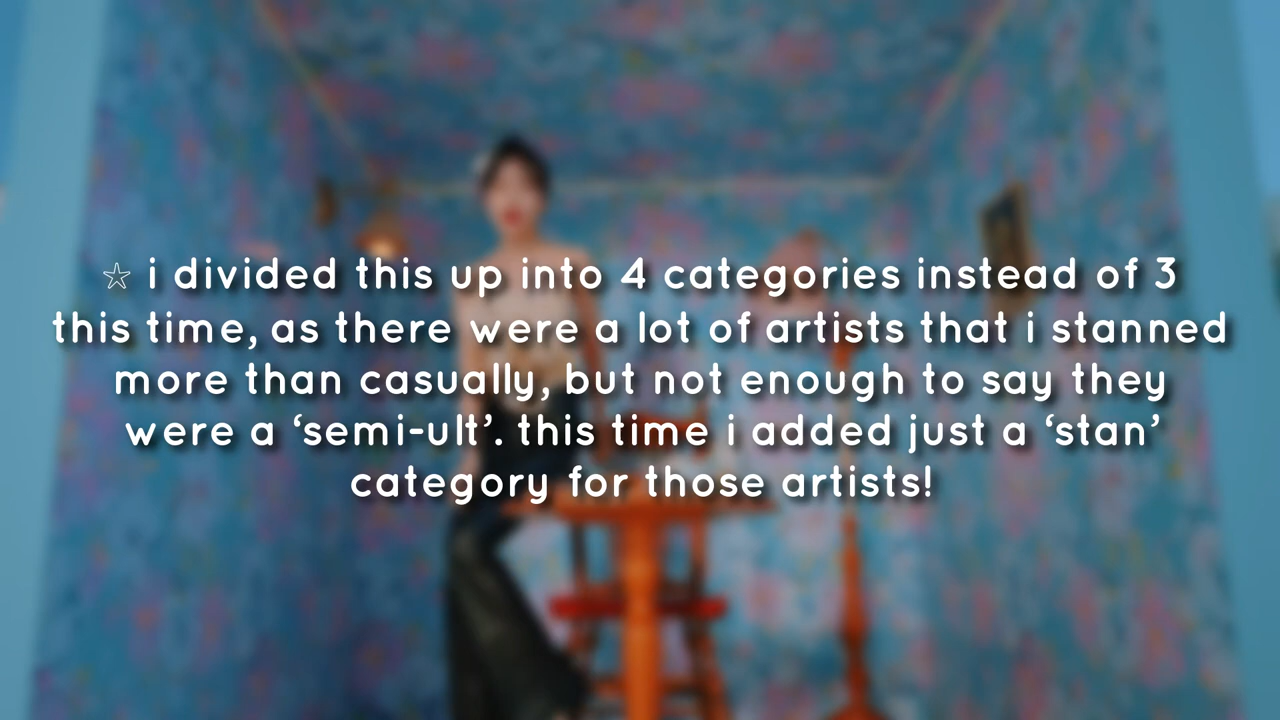 ☆ i divided this up into 4 categories instead of 3
this time, as there were a lot of artists that i stanned
more than casually, but not enough to say they
were a ‘semi-ult’. this time i added just a ‘stan’
category for those artists!